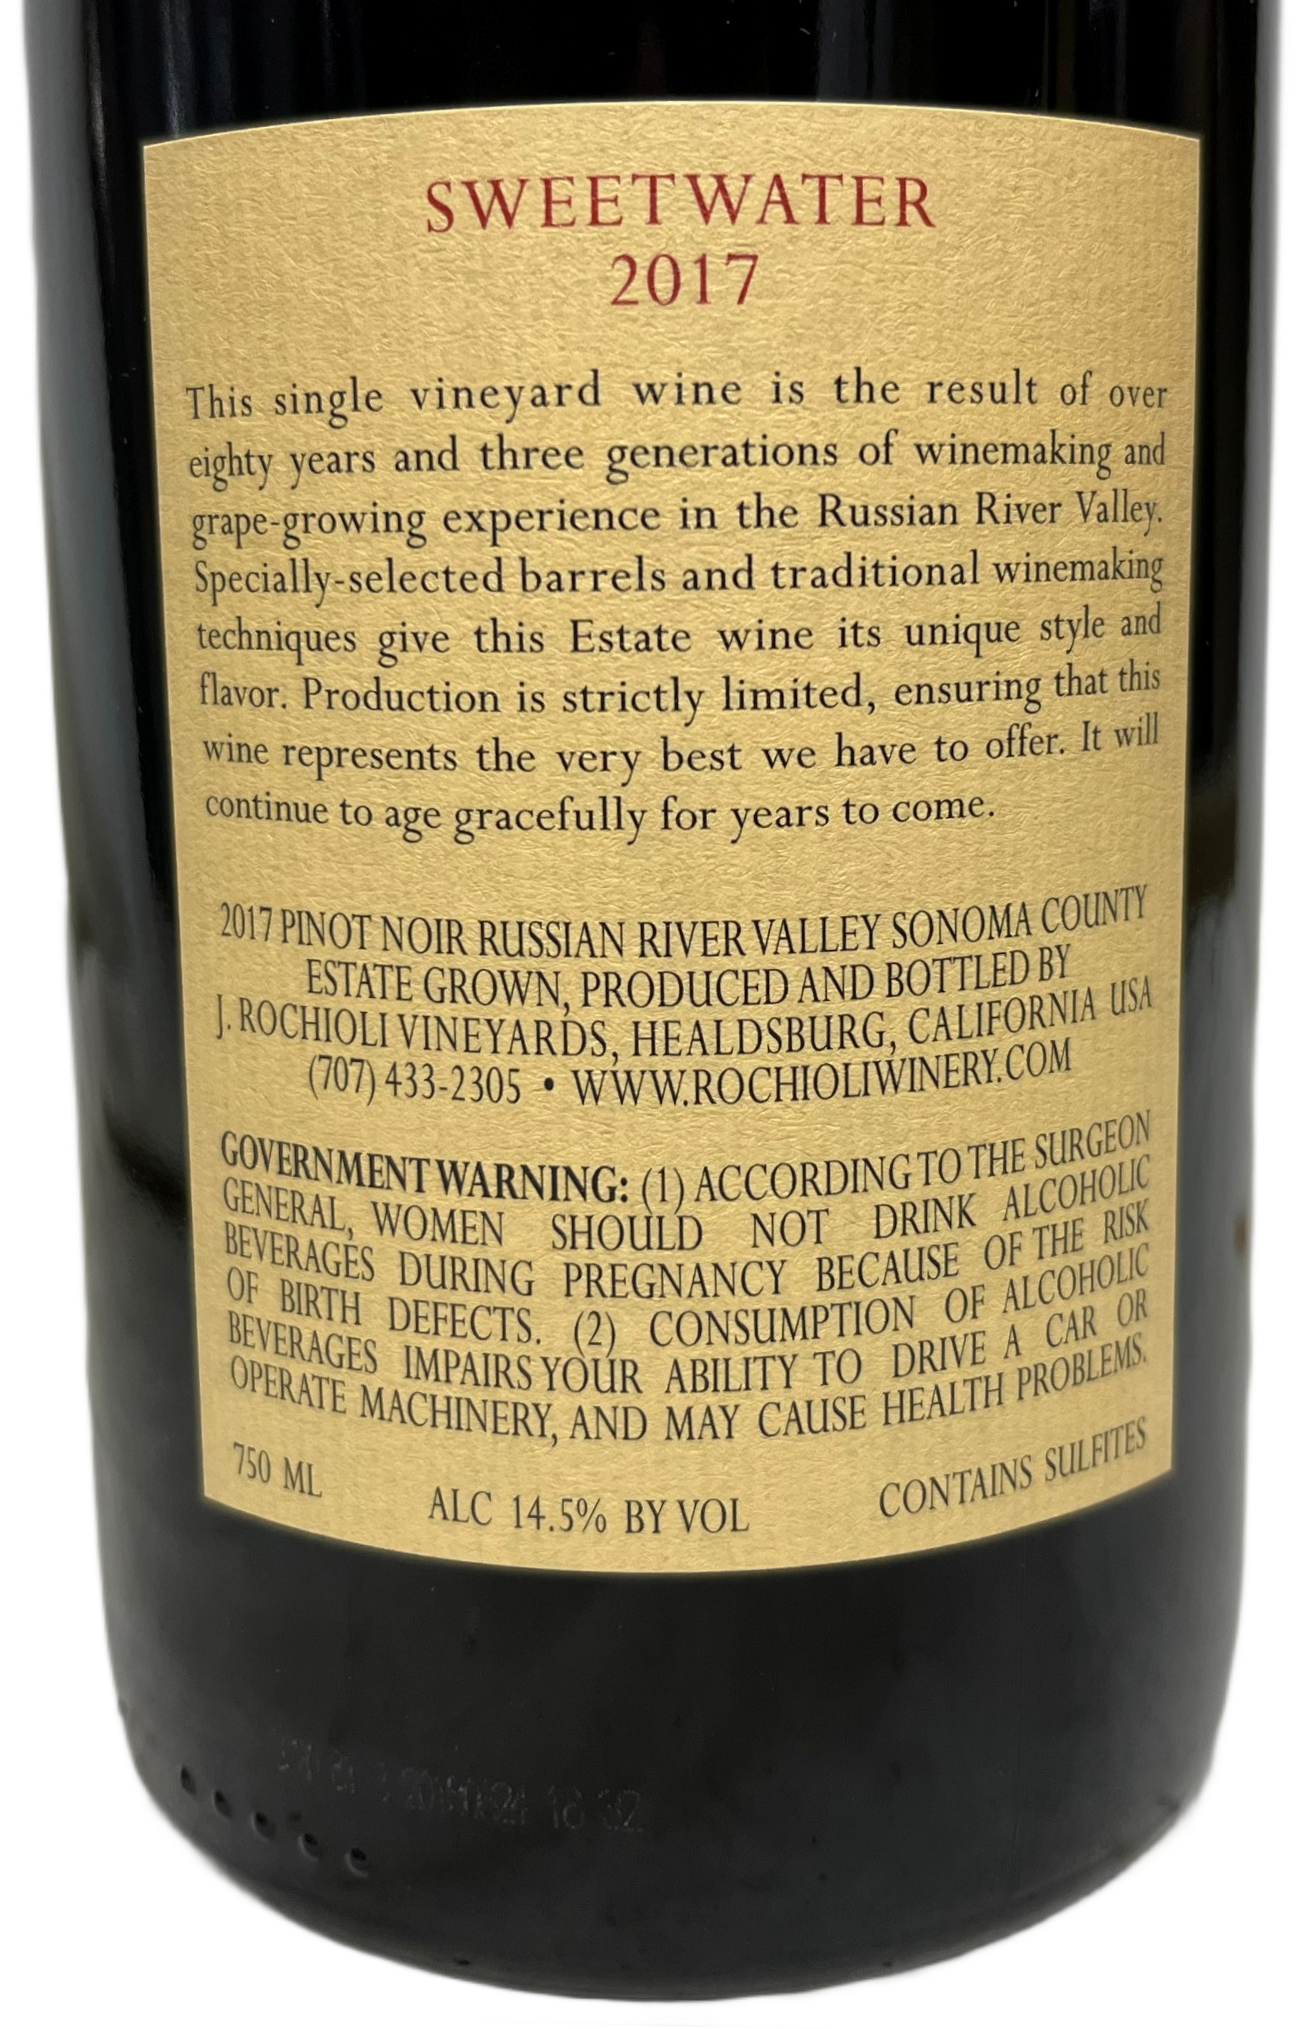 SWEETWATER
2017
This single vineyard wine is the result of over
eighty years and three generations of winemaking and
grape-growing experience in the Russian River Valley.
Specially-selected barrels and traditional winemaking
techniques give this Estate wine its unique style and
flavor. Production is strictly limited, ensuring that this
wine represents the very best we have to offer. It will
continue to age gracefully for years to come.
2017 PINOT NOIR RUSSIAN RIVER VALLEY SONOMA COUNTY
ESTATE GROWN, PRODUCED AND BOTTLED BY
J. ROCHIOLI VINEYARDS, HEALDSBURG, CALIFORNIA USA
(707) 433-2305 • WWW.ROCHIOLIWINERY.COM
GOVERNMENT WARNING: (1) ACCORDING TO THE SURGEON
GENERAL, WOMEN SHOULD NOT DRINK ALCOHOLIC
BEVERAGES DURING PREGNANCY BECAUSE OF THE RISK
OF BIRTH DEFECTS. (2) CONSUMPTION OF ALCOHOLIC
BEVERAGES IMPAIRS YOUR ABILITY TO DRIVE A CAR OR
OPERATE MACHINERY, AND MAY CAUSE HEALTH PROBLEMS.
750 ML ALC 14.5% BY VOL CONTAINS SULFITES